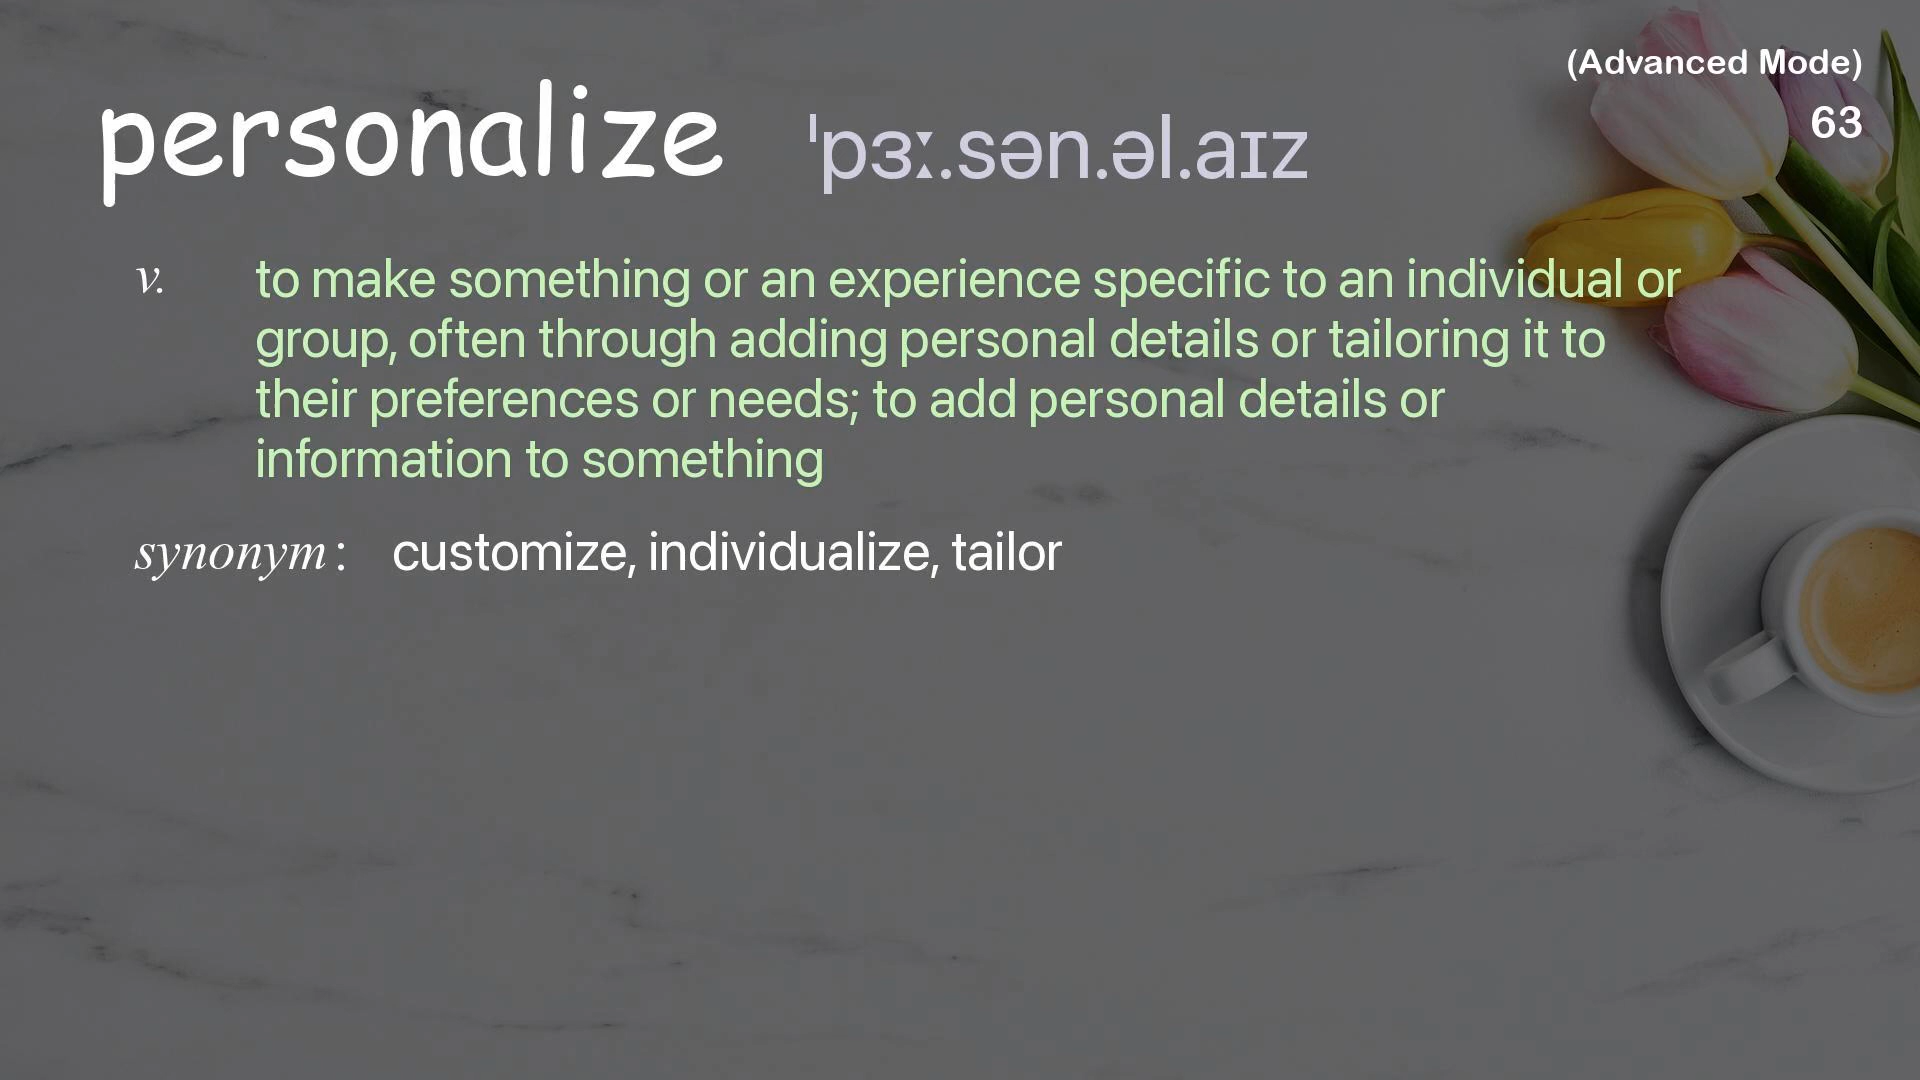 (Advanced Mode)
personalize ˈpɜː.sən.əl.aɪz
63
v. to make something or an experience specific to an individual or
group, often through adding personal details or tailoring it to
their preferences or needs; to add personal details or
information to something
synonym : customize, individualize, tailor